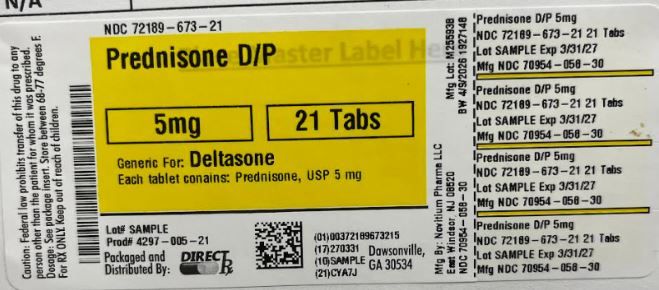 N/A
NDC 72189-673-21
Prednisone D/P
aster Label He
5mg
21 Tabs
Generic For: Deltasone
Each tablet conains: Prednisone, USP 5 mg
Lot# SAMPLE
Prod# 4297-005-21
Packaged and
Distributed By:
DIRECT Rx
(01)00372189673215
(17)270331
(10)SAMPLE
(21)CYA7J
Dawsonville,
GA 30534
Caution: Federal law prohibits transfer of this drug to any
person other than the patient for whom it was prescribed.
Dosage: See package insert. Store between 68-77 degrees F.
For RX ONLY. Keep out of reach of children.
Mfg By: Novitium Pharma LLC
East Windsor, NJ 08520
NDC 70954-058-30
Mfg Lot: M255938
BW 4/9/2026 1927148
Prednisone D/P 5mg
NDC 72189-673-21 21 Tabs
Lot SAMPLE Exp 3/31/27
Mfg NDC 70954-058-30
Prednisone D/P 5mg
NDC 72189-673-21 21 Tabs
Lot SAMPLE Exp 3/31/27
Mfg NDC 70954-058-30
Prednisone D/P 5mg
NDC 72189-673-21 21 Tabs
Lot SAMPLE Exp 3/31/27
Mfg NDC 70954-058-30
Prednisone D/P 5mg
NDC 72189-673-21 21 Tabs
Lot SAMPLE Exp 3/31/27
Mfg NDC 70954-058-30